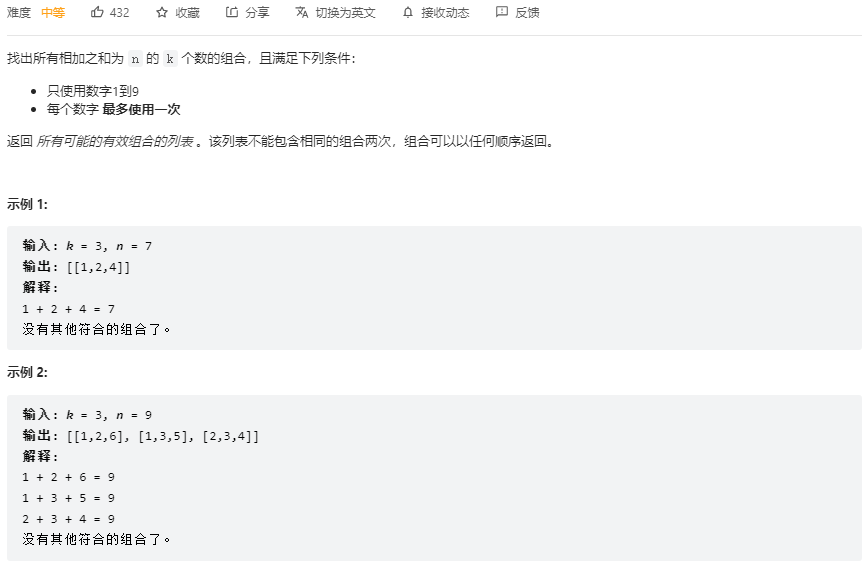 难度 中等 432 收藏 分享 切换为英文 接收动态 反馈
找出所有相加之和为 n 的 k 个数的组合，且满足下列条件：
只使用数字1到9
每个数字 最多使用一次
返回 所有可能的有效组合的列表 。该列表不能包含相同的组合两次，组合可以以任何顺序返回。
示例 1:
输入: k = 3, n = 7
输出: [[1,2,4]]
解释:
1 + 2 + 4 = 7
没有其他符合的组合了。
示例 2:
输入: k = 3, n = 9
输出: [[1,2,6], [1,3,5], [2,3,4]]
解释:
1 + 2 + 6 = 9
1 + 3 + 5 = 9
2 + 3 + 4 = 9
没有其他符合的组合了。